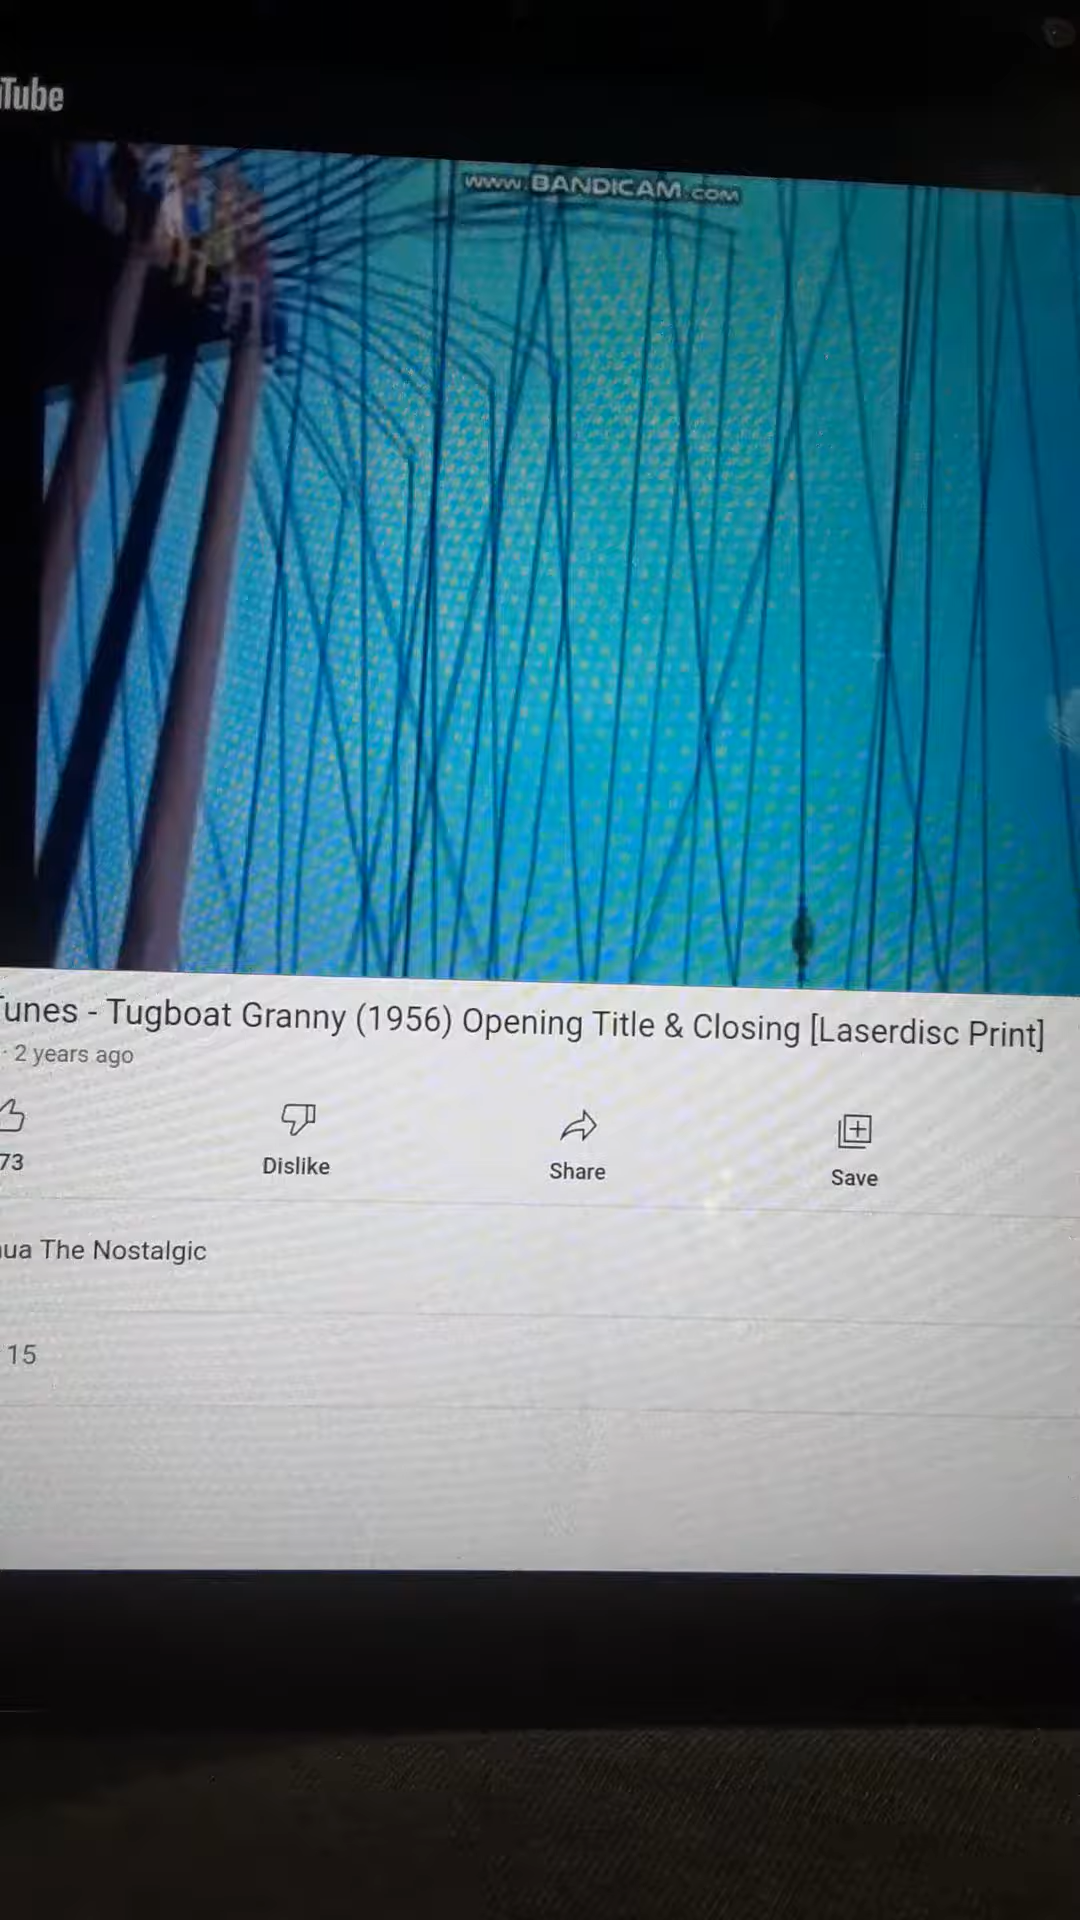 Tube
www.BANDICAM.com
Tunes - Tugboat Granny (1956) Opening Title & Closing [Laserdisc Print]
· 2 years ago
73
Dislike
Share
Save
ua The Nostalgic
15